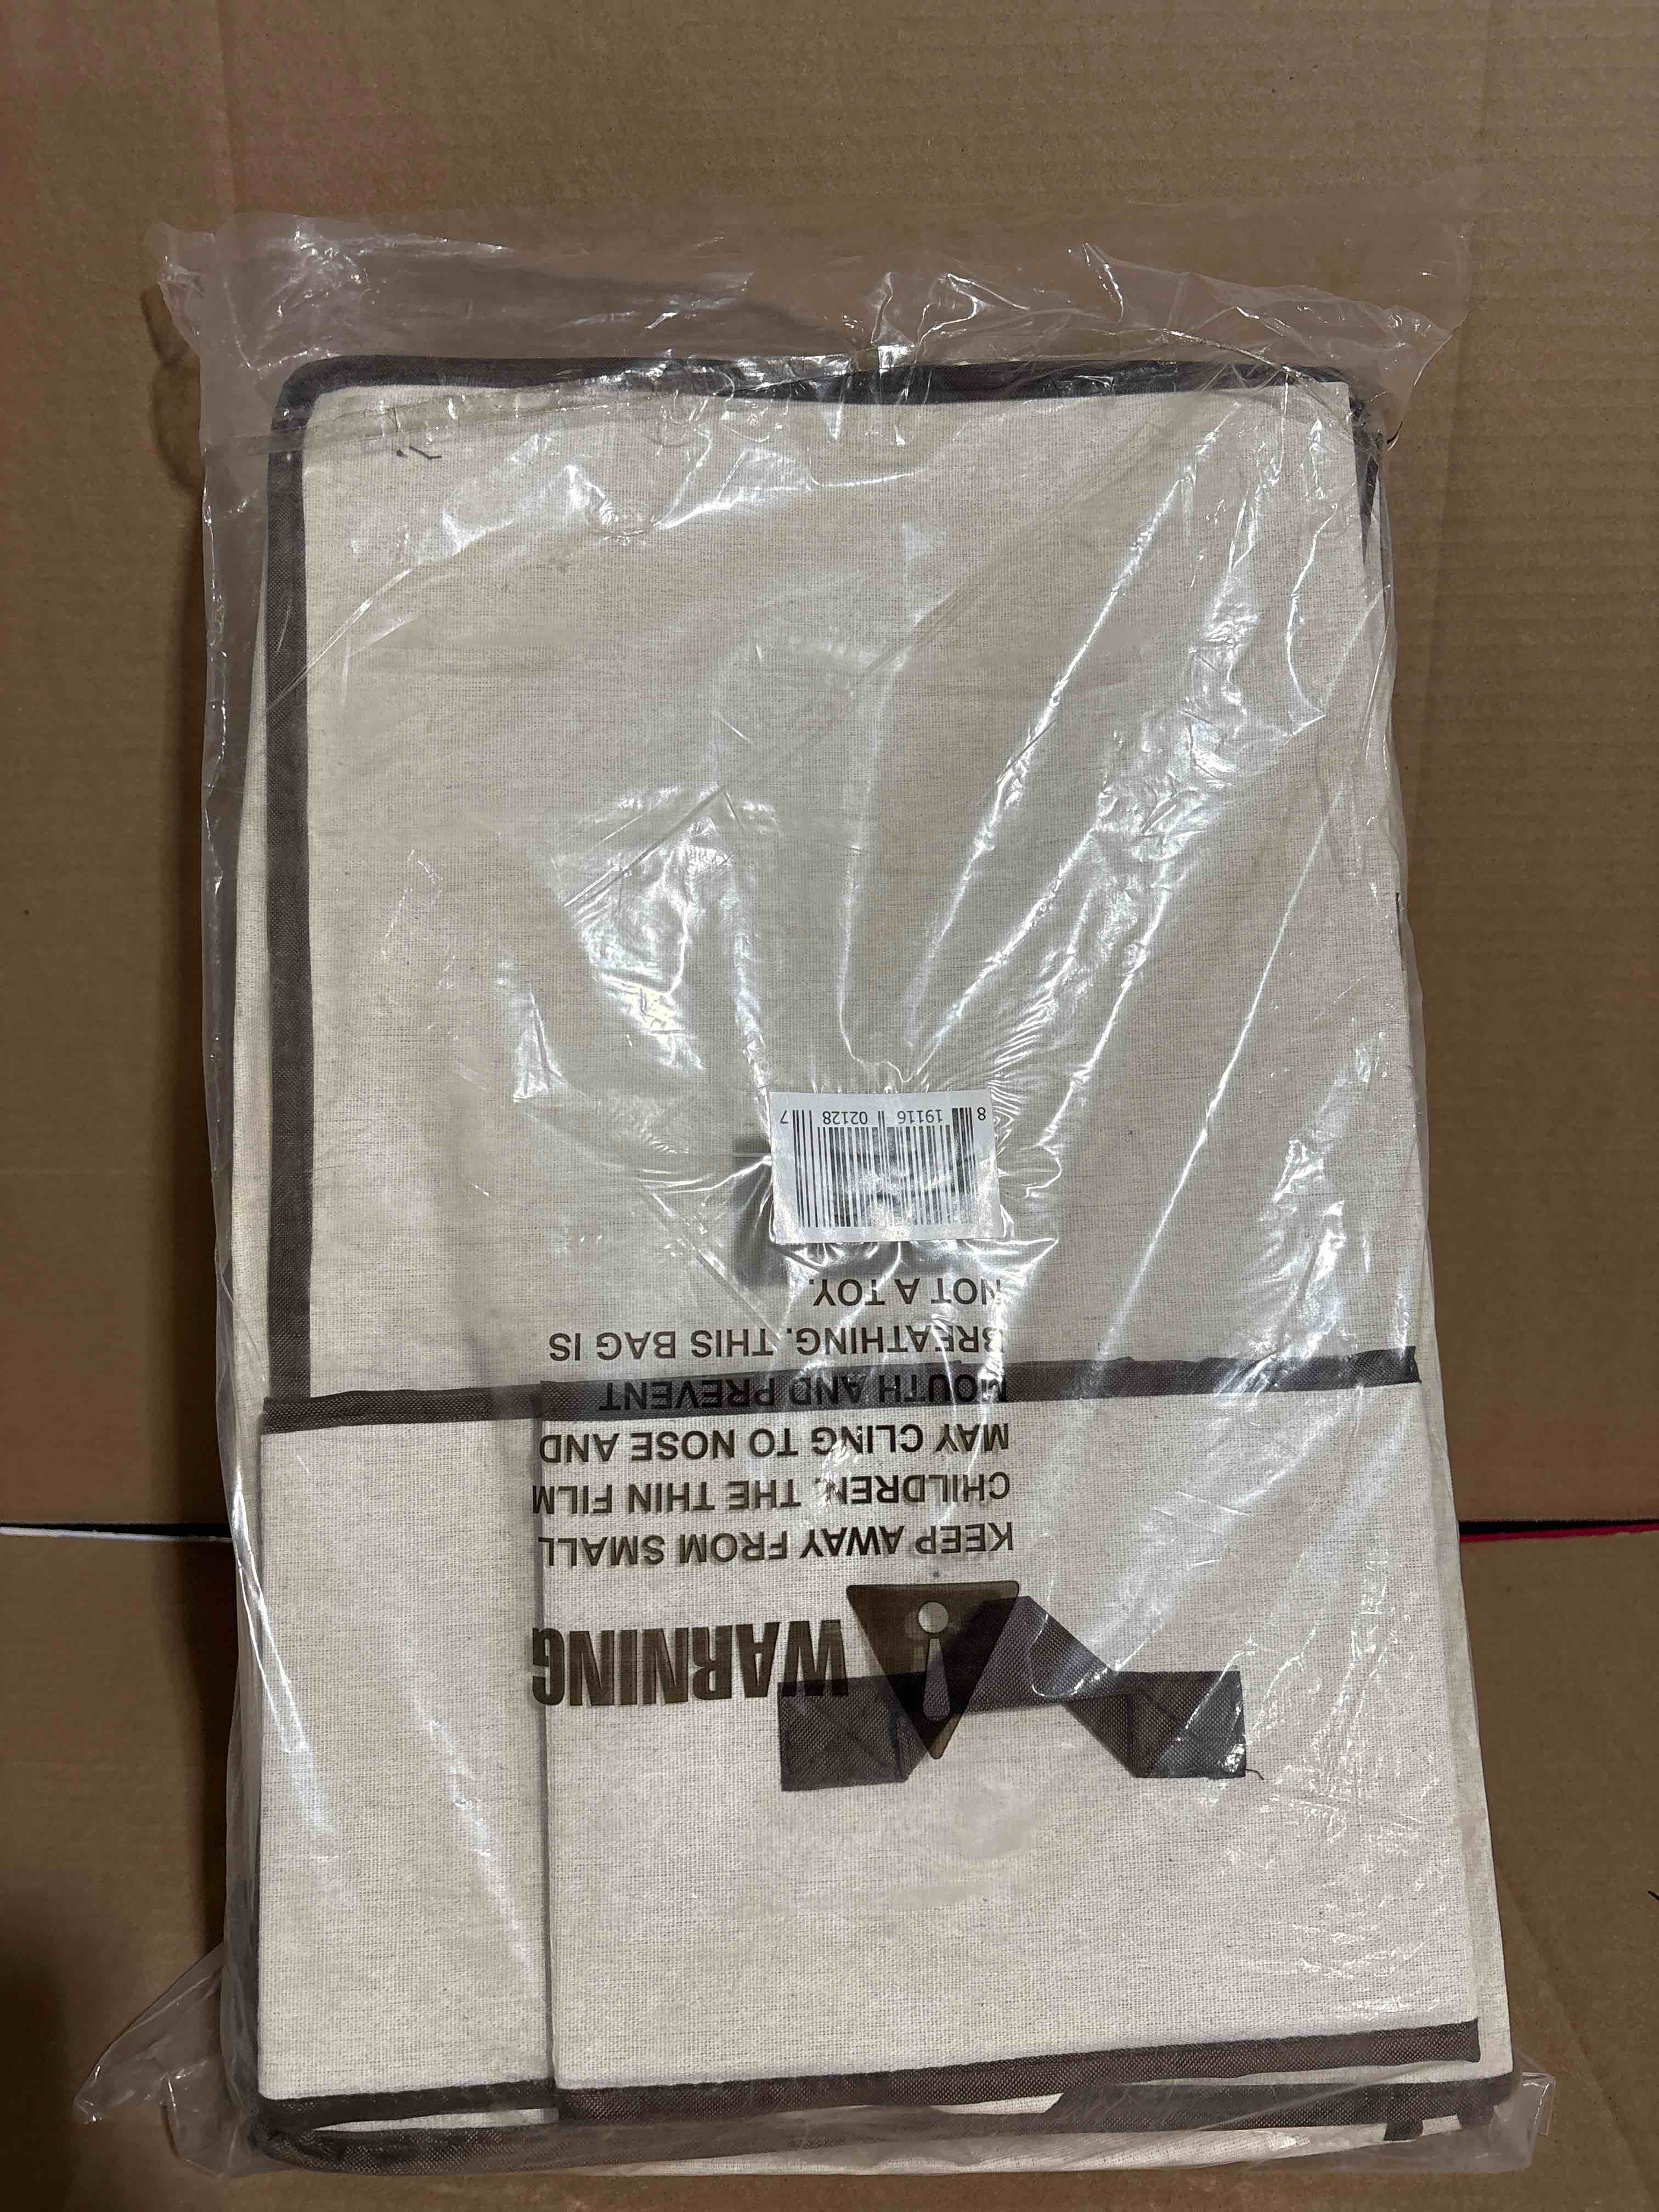 WARNING
KEEP AWAY FROM SMALL
CHILDREN. THE THIN FILM
MAY CLING TO NOSE AND
MOUTH AND PREVENT
BREATHING. THIS BAG IS
NOT A TOY.
8 19116 02128 7